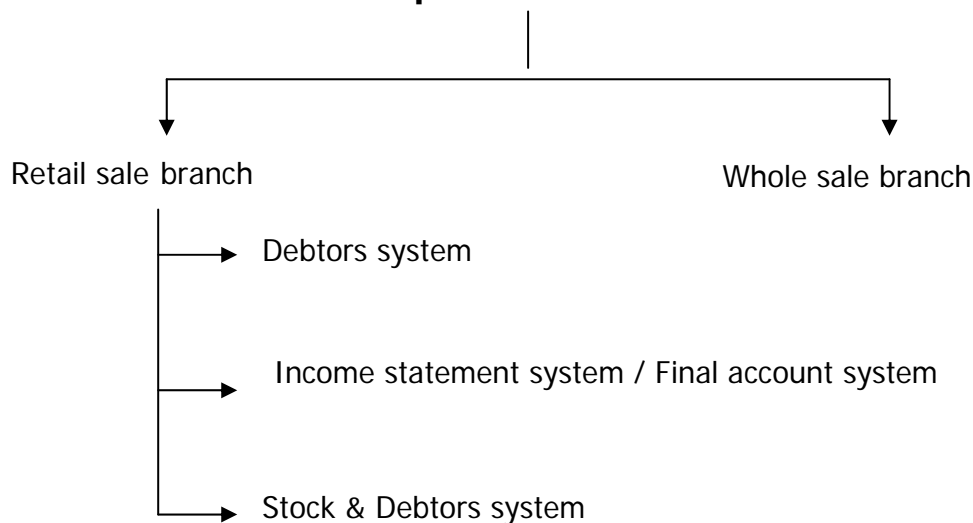 Retail sale branch
Whole sale branch
Debtors system
Income statement system / Final account system
Stock & Debtors system